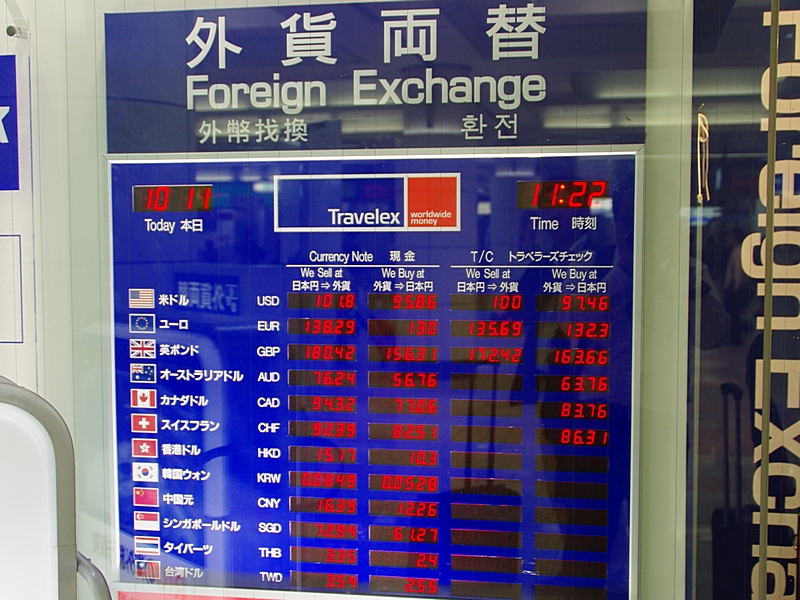 外貨両替
Foreign Exchange
外幣找換 환전
10 11
Today 本日
Travelex worldwide money
11:22
Time 時刻
Currency Note 現金 T/C トラベラーズチェック
We Sell at We Buy at We Sell at We Buy at
日本円⇒外貨 外貨⇒日本円 日本円⇒外貨 外貨⇒日本円
米ドル USD 101.8 95.86 100 97.46
ユーロ EUR 138.29 130 135.69 132.3
英ポンド GBP 180.42 156.31 172.42 163.66
オーストラリアドル AUD 76.24 56.76 63.76
カナダドル CAD 94.32 77.06 83.76
スイスフラン CHF 92.39 82.51 86.31
香港ドル HKD 15.17 10.3
韓国ウォン KRW 0.0849 0.0528
中国元 CNY 16.39 12.26
シンガポールドル SGD 72.94 61.27
タイバーツ THB 2.4
台湾ドル TWD 3.54 2.55
Foreign Exchan